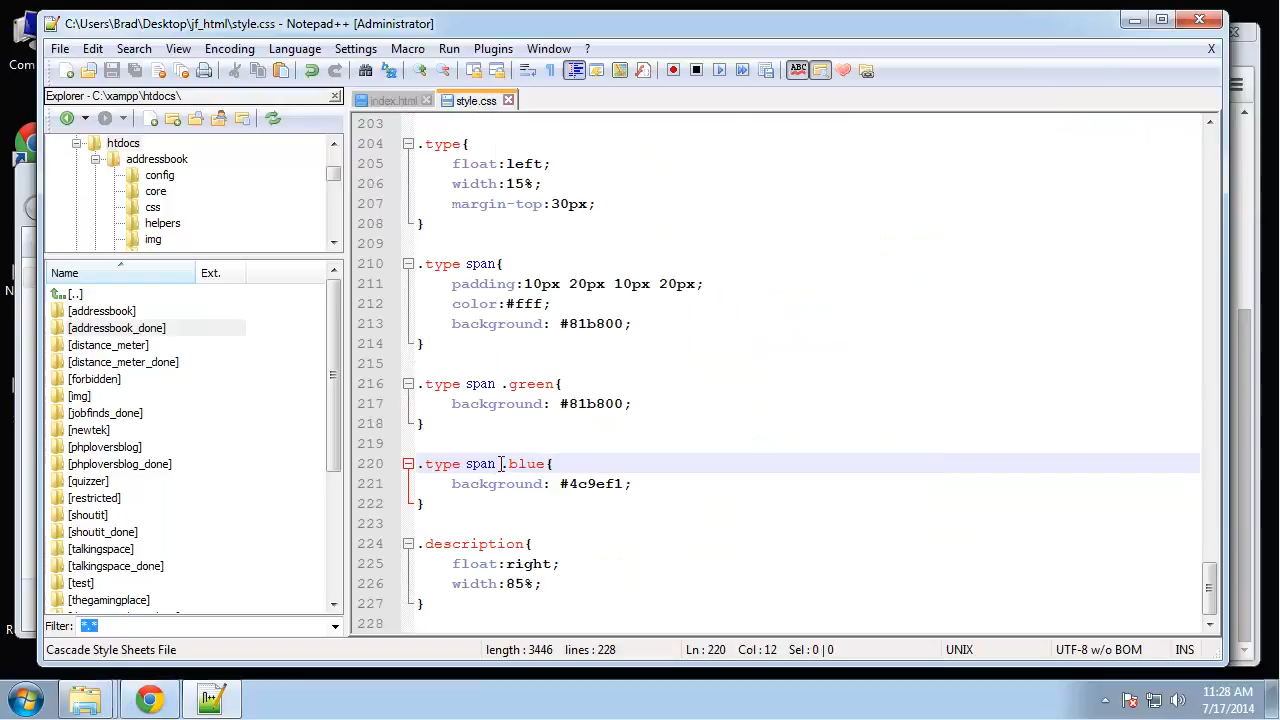 C:\Users\Brad\Desktop\jf_html\style.css - Notepad++ [Administrator]
File Edit Search View Encoding Language Settings Macro Run Plugins Window ? X
Com
Explorer - C:\xampp\htdocs\
index.html style.css
htdocs
addressbook
config
core
css
helpers
img
Name Ext.
[..]
[addressbook]
[addressbook_done]
[distance_meter]
[distance_meter_done]
[forbidden]
[img]
[jobfinds_done]
[newtek]
[phploversblog]
[phploversblog_done]
[quizzer]
[restricted]
[shoutit]
[shoutit_done]
[talkingspace]
[talkingspace_done]
[test]
[thegamingplace]
Filter: *.*
203
204 .type{
205 float:left;
206 width:15%;
207 margin-top:30px;
208 }
209
210 .type span{
211 padding:10px 20px 10px 20px;
212 color:#fff;
213 background: #81b800;
214 }
215
216 .type span .green{
217 background: #81b800;
218 }
219
220 .type span .blue{
221 background: #4c9ef1;
222 }
223
224 .description{
225 float:right;
226 width:85%;
227 }
228
Cascade Style Sheets File length : 3446 lines : 228 Ln : 220 Col : 12 Sel : 0 | 0 UNIX UTF-8 w/o BOM INS
11:28 AM
7/17/2014